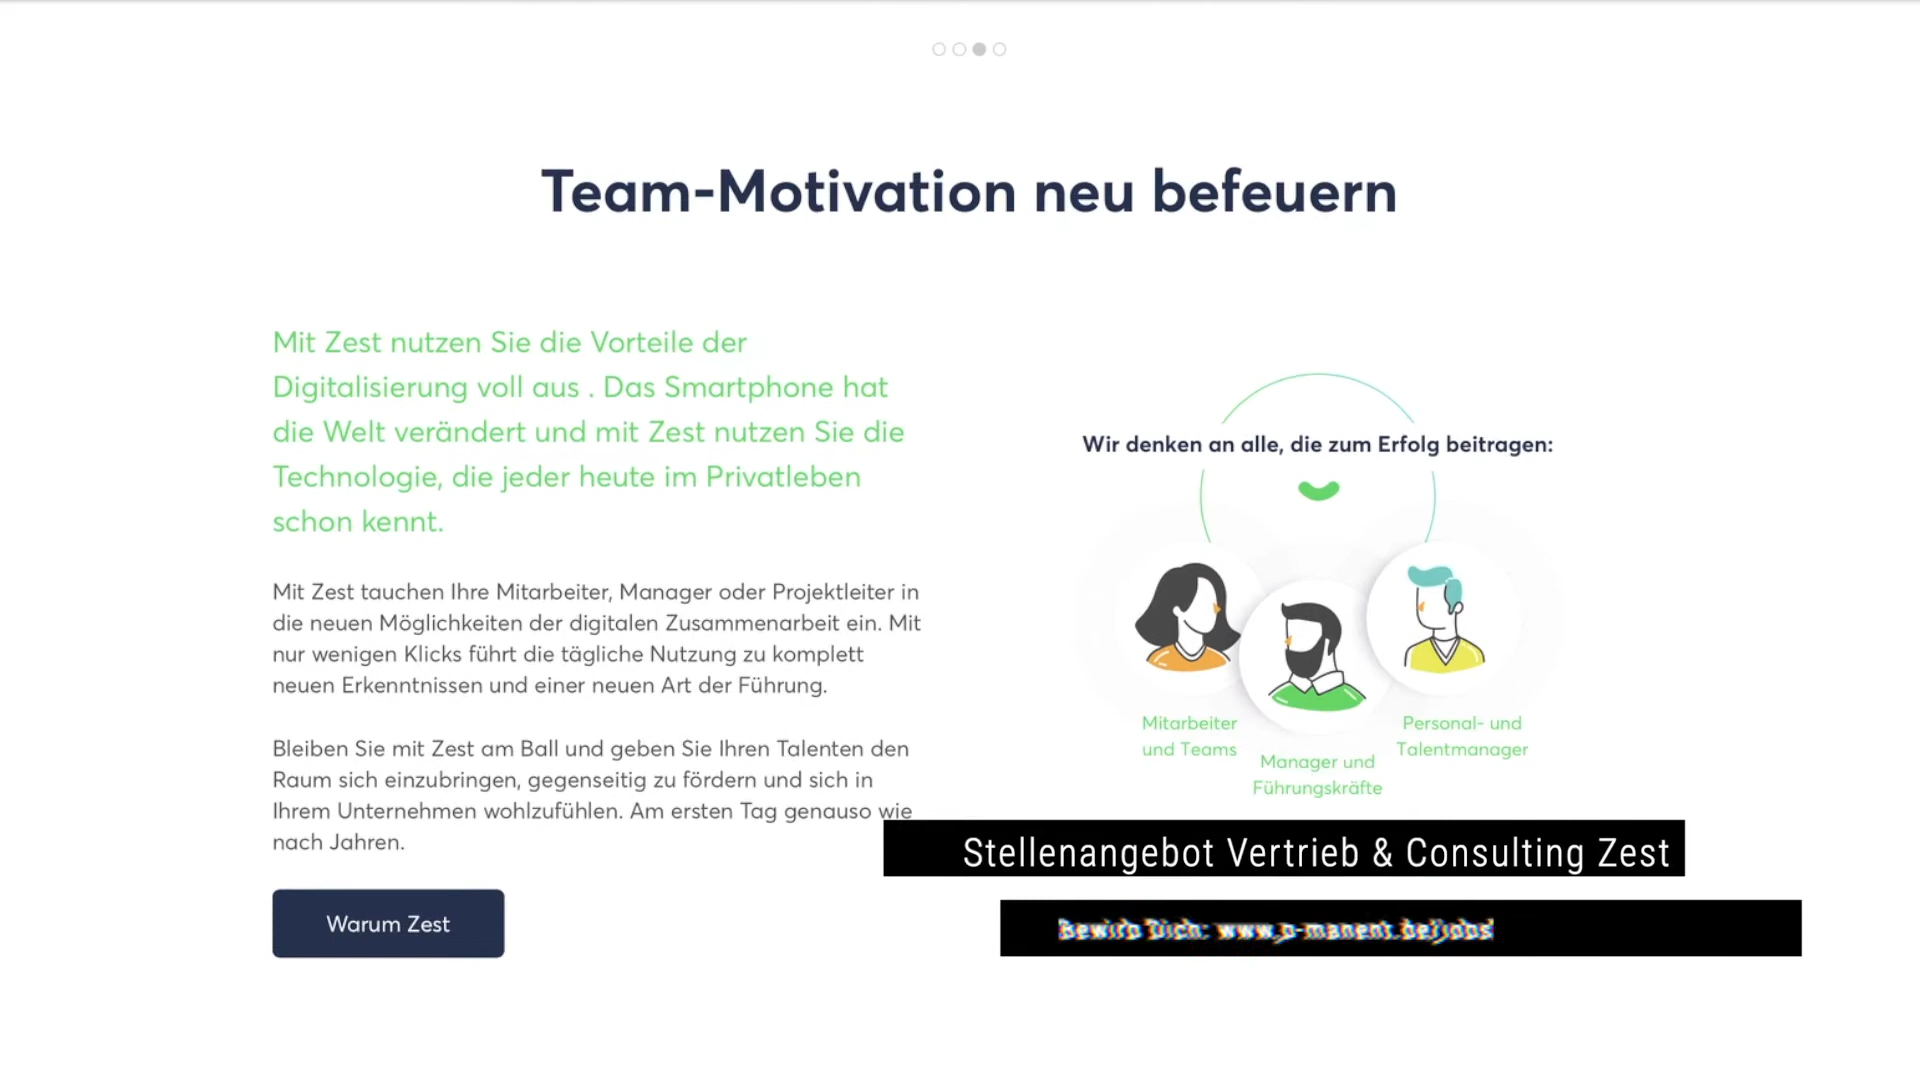 Team-Motivation neu befeuern
Mit Zest nutzen Sie die Vorteile der
Digitalisierung voll aus . Das Smartphone hat
die Welt verändert und mit Zest nutzen Sie die
Technologie, die jeder heute im Privatleben
schon kennt.
Mit Zest tauchen Ihre Mitarbeiter, Manager oder Projektleiter in
die neuen Möglichkeiten der digitalen Zusammenarbeit ein. Mit
nur wenigen Klicks führt die tägliche Nutzung zu komplett
neuen Erkenntnissen und einer neuen Art der Führung.
Bleiben Sie mit Zest am Ball und geben Sie Ihren Talenten den
Raum sich einzubringen, gegenseitig zu fördern und sich in
Ihrem Unternehmen wohlzufühlen. Am ersten Tag genauso wie
nach Jahren.
Warum Zest
Wir denken an alle, die zum Erfolg beitragen:
Mitarbeiter
und Teams
Manager und
Führungskräfte
Personal- und
Talentmanager
Stellenangebot Vertrieb & Consulting Zest
Bewirb Dich: www.p-manent.de/jobs